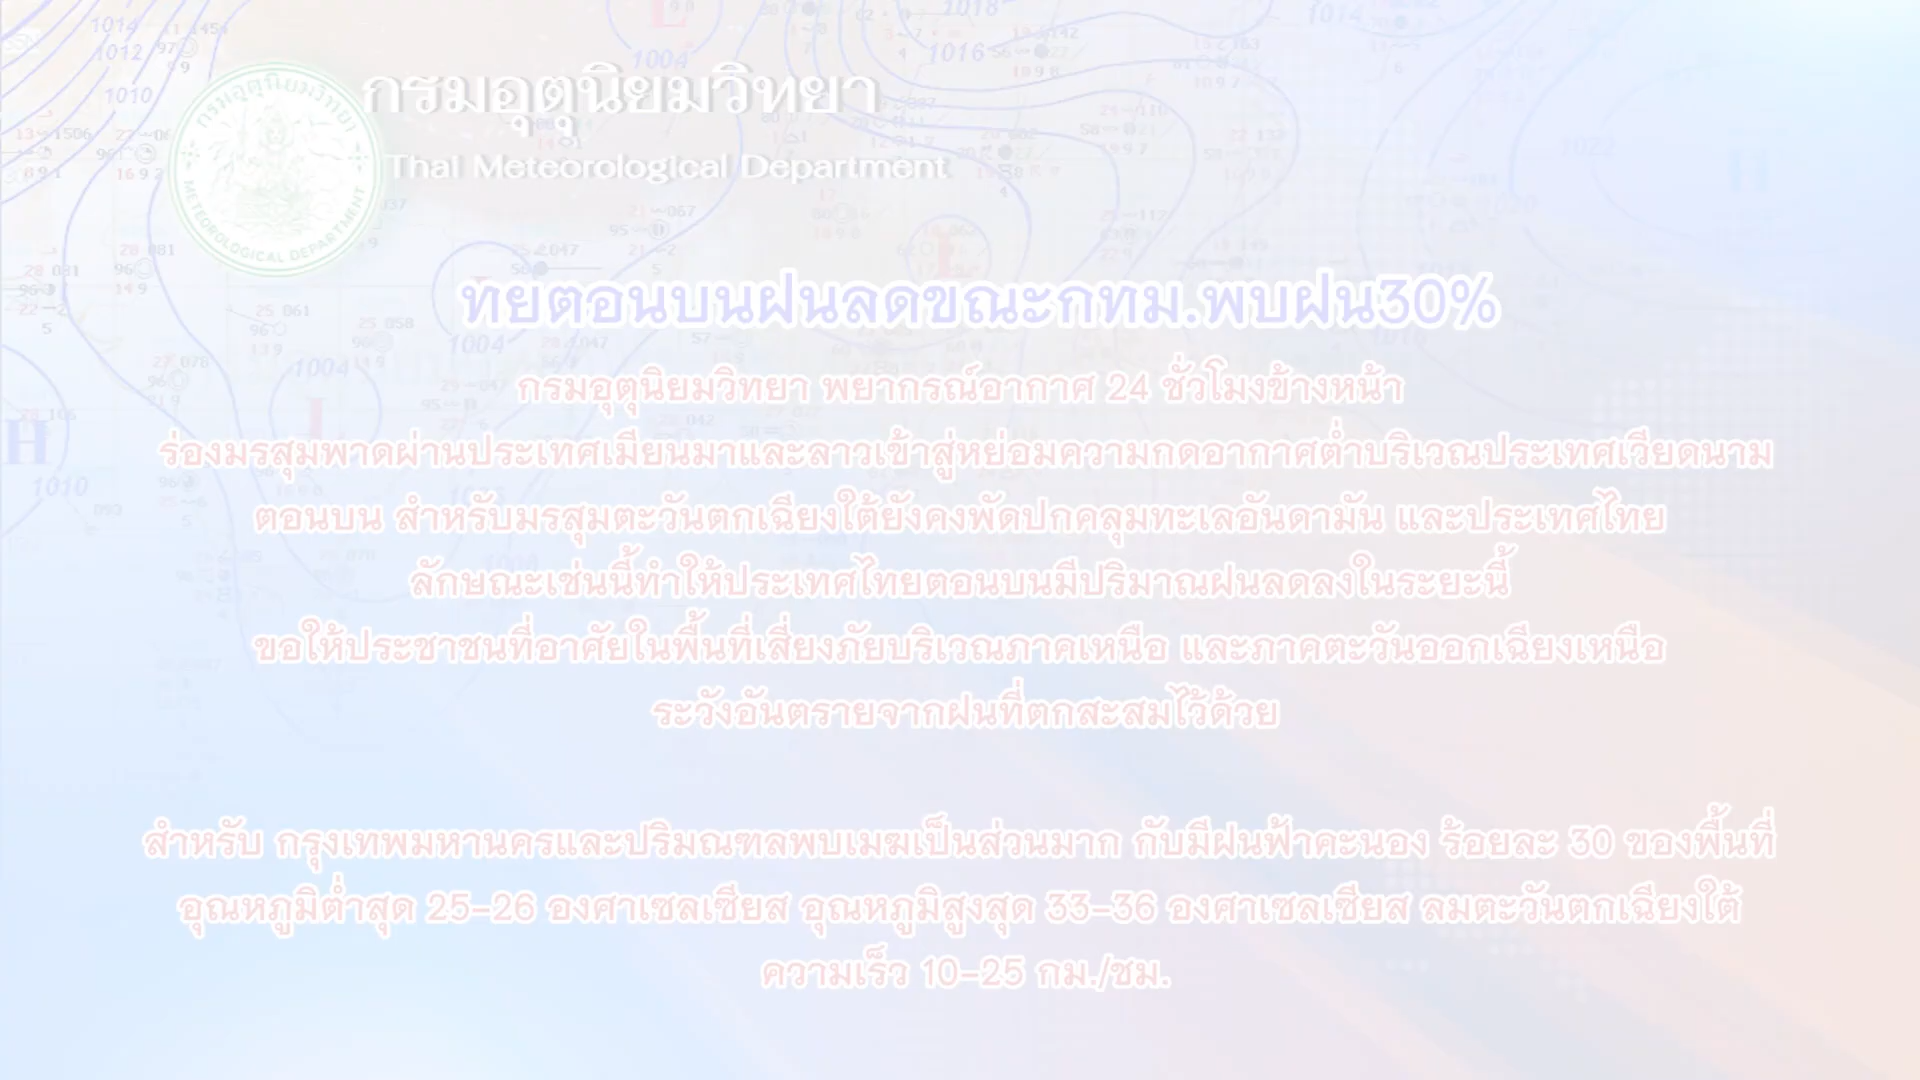 กรมอุตุนิยมวิทยา
Thai Meteorological Department
ทยตอนบนฝนลดขณะกทม.พบฝน30%
กรมอุตุนิยมวิทยา พยากรณ์อากาศ 24 ชั่วโมงข้างหน้า
ร่องมรสุมพาดผ่านประเทศเมียนมาและลาวเข้าสู่หย่อมความกดอากาศต่ำบริเวณประเทศเวียดนาม
ตอนบน สำหรับมรสุมตะวันตกเฉียงใต้ยังคงพัดปกคลุมทะเลอันดามัน และประเทศไทย
ลักษณะเช่นนี้ทำให้ประเทศไทยตอนบนมีปริมาณฝนลดลงในระยะนี้
ขอให้ประชาชนที่อาศัยในพื้นที่เสี่ยงภัยบริเวณภาคเหนือ และภาคตะวันออกเฉียงเหนือ
ระวังอันตรายจากฝนที่ตกสะสมไว้ด้วย
สำหรับ กรุงเทพมหานครและปริมณฑลพบเมฆเป็นส่วนมาก กับมีฝนฟ้าคะนอง ร้อยละ 30 ของพื้นที่
อุณหภูมิต่ำสุด 25-26 องศาเซลเซียส อุณหภูมิสูงสุด 33-36 องศาเซลเซียส ลมตะวันตกเฉียงใต้
ความเร็ว 10-25 กม./ชม.